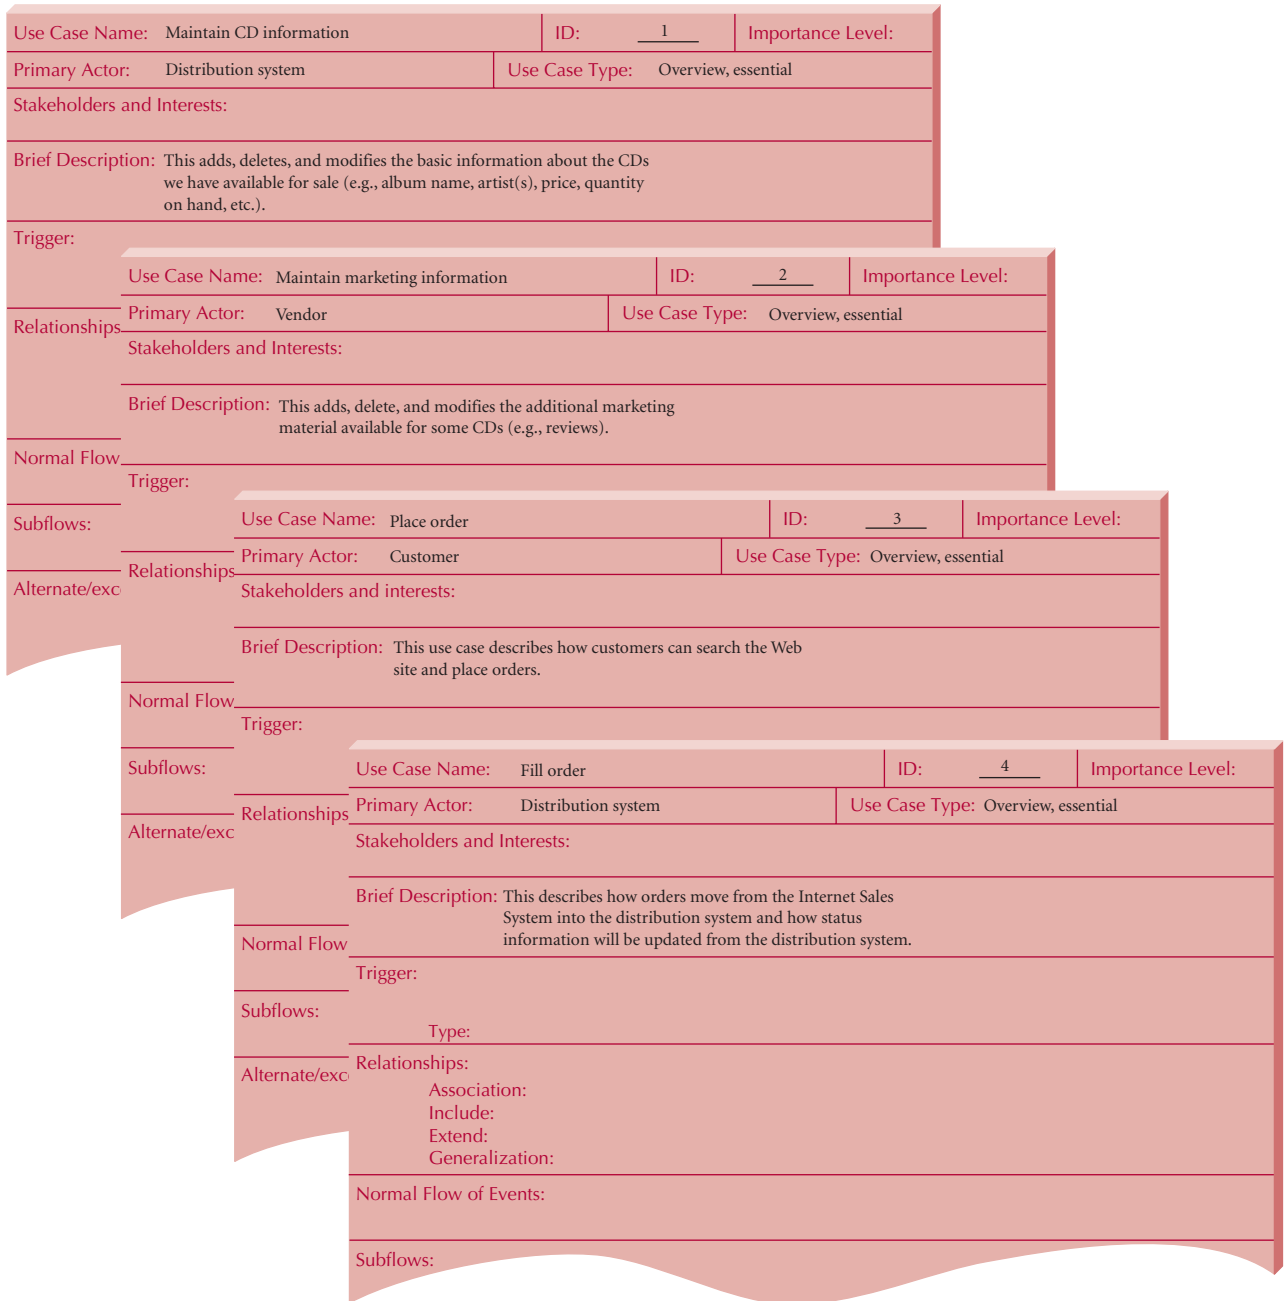 Use Case Name: Maintain CD information ID: 1 Importance Level:
Primary Actor: Distribution system Use Case Type: Overview, essential
Stakeholders and Interests:
Brief Description: This adds, deletes, and modifies the basic information about the CDs
we have available for sale (e.g., album name, artist(s), price, quantity
on hand, etc.).
Trigger:
Relationships
Normal Flow
Subflows:
Alternate/exc
Use Case Name: Maintain marketing information ID: 2 Importance Level:
Primary Actor: Vendor Use Case Type: Overview, essential
Stakeholders and Interests:
Brief Description: This adds, delete, and modifies the additional marketing
material available for some CDs (e.g., reviews).
Trigger:
Relationships
Normal Flow
Subflows:
Alternate/exc
Use Case Name: Place order ID: 3 Importance Level:
Primary Actor: Customer Use Case Type: Overview, essential
Stakeholders and interests:
Brief Description: This use case describes how customers can search the Web
site and place orders.
Trigger:
Relationships
Normal Flow
Subflows:
Alternate/exc
Use Case Name: Fill order ID: 4 Importance Level:
Primary Actor: Distribution system Use Case Type: Overview, essential
Stakeholders and Interests:
Brief Description: This describes how orders move from the Internet Sales
System into the distribution system and how status
information will be updated from the distribution system.
Trigger:
Type:
Relationships:
Association:
Include:
Extend:
Generalization:
Normal Flow of Events:
Subflows: